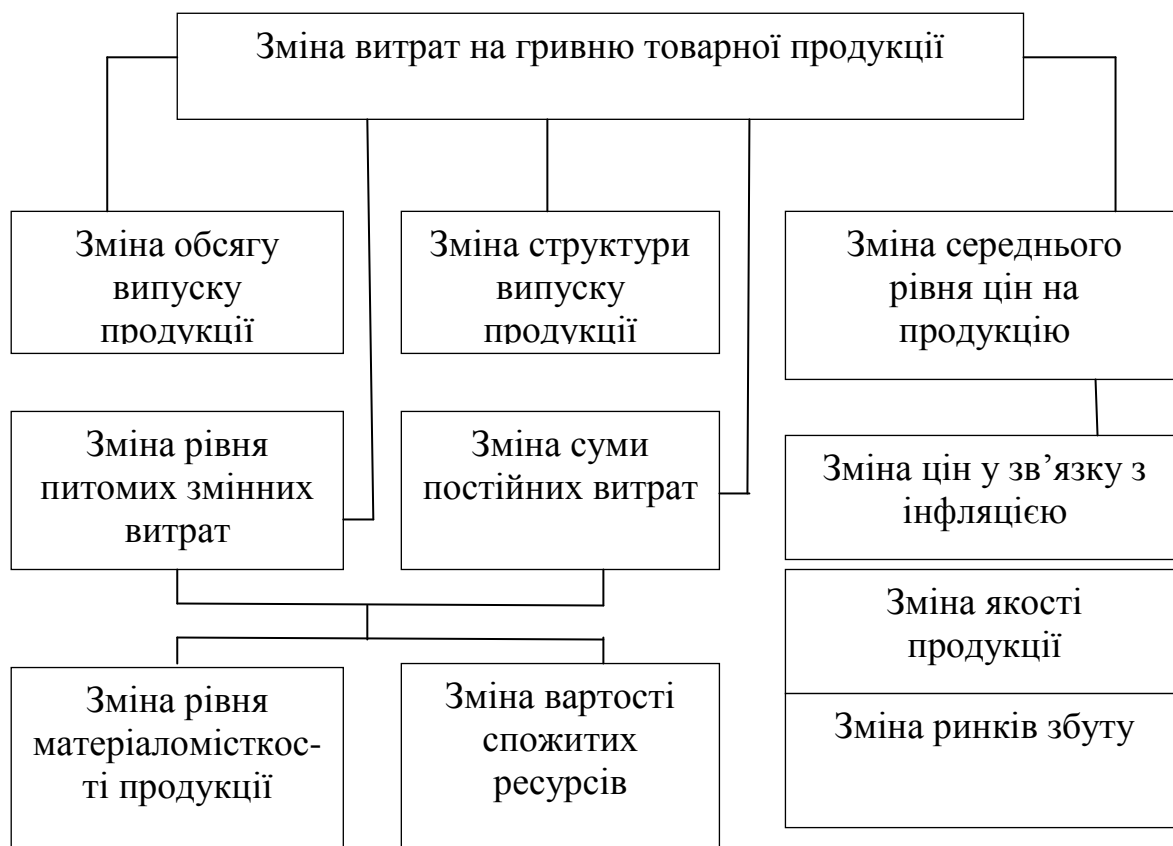 Зміна витрат на гривню товарної продукції
Зміна обсягу
випуску
продукції
Зміна структури
випуску
продукції
Зміна середнього
рівня цін на
продукцію
Зміна рівня
питомих змінних
витрат
Зміна суми
постійних витрат
Зміна цін у зв’язку з
інфляцією
Зміна якості
продукції
Зміна рівня
матеріаломісткос-
ті продукції
Зміна вартості
спожитих
ресурсів
Зміна ринків збуту